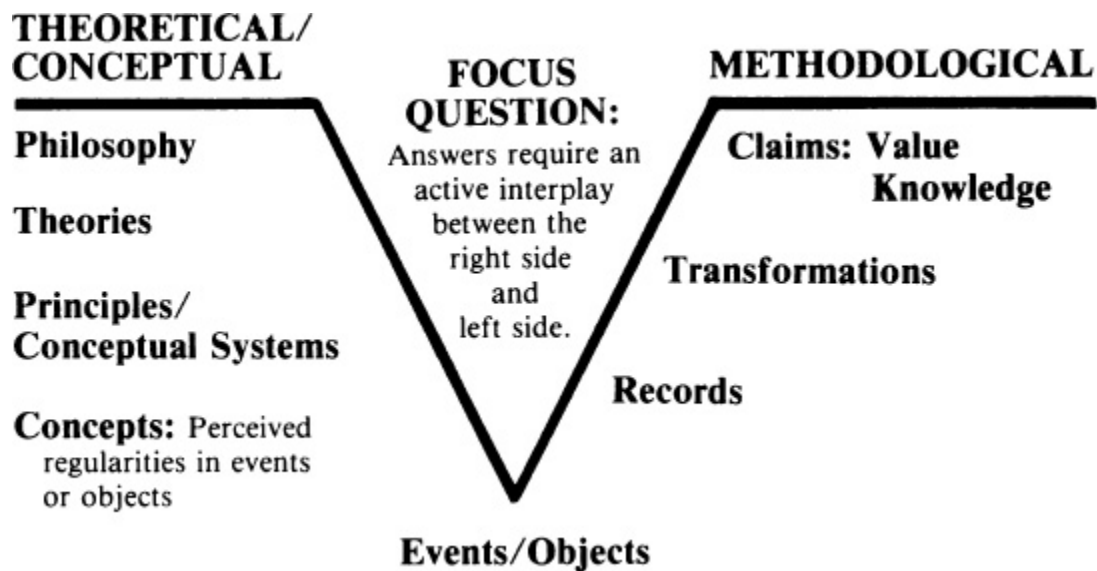 THEORETICAL/
CONCEPTUAL
Philosophy
Theories
Principles/
Conceptual Systems
Concepts: Perceived
regularities in events
or objects
FOCUS
QUESTION:
Answers require an
active interplay
between the
right side
and
left side.
METHODOLOGICAL
Claims: Value
Knowledge
Transformations
Records
Events/Objects